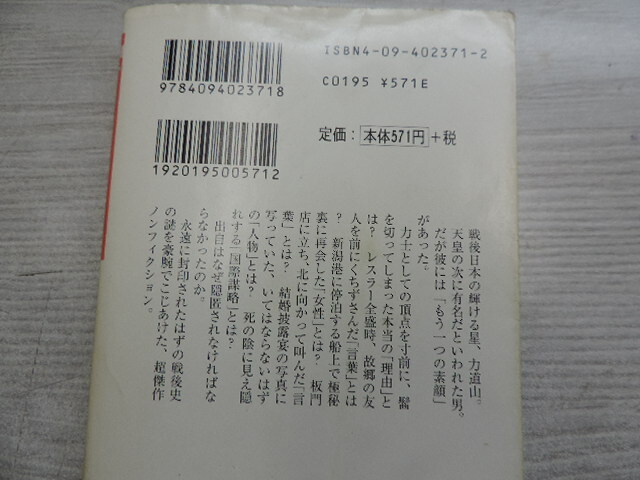 9784094023718
1920195005712
ISBN4-09-402371-2
C0195 ¥571E
定価：本体571円＋税
戦後日本の輝ける星、力道山。
天皇の次に有名だといわれた男。
だが彼には「もう一つの素顔」
があった。
力士としての頂点を寸前に、髷
を切ってしまった本当の「理由」と
は？ レスラー全盛時、故郷の友
人を前にくちずさんだ「言葉」とは
？ 新潟港に停泊する船上で極秘
裏に再会した「女性」とは？ 板門
店に立ち、北に向かって叫んだ「言
葉」とは？ 結婚披露宴の写真に
写っていた、いてはならないはず
の「人物」とは？ 死の陰に見え隠
れする「国際謀略」とは？
出自はなぜ隠匿されなければな
らなかったのか。
永遠に封印されたはずの戦後史
の謎を豪腕でこじあけた、超傑作
ノンフィクション。